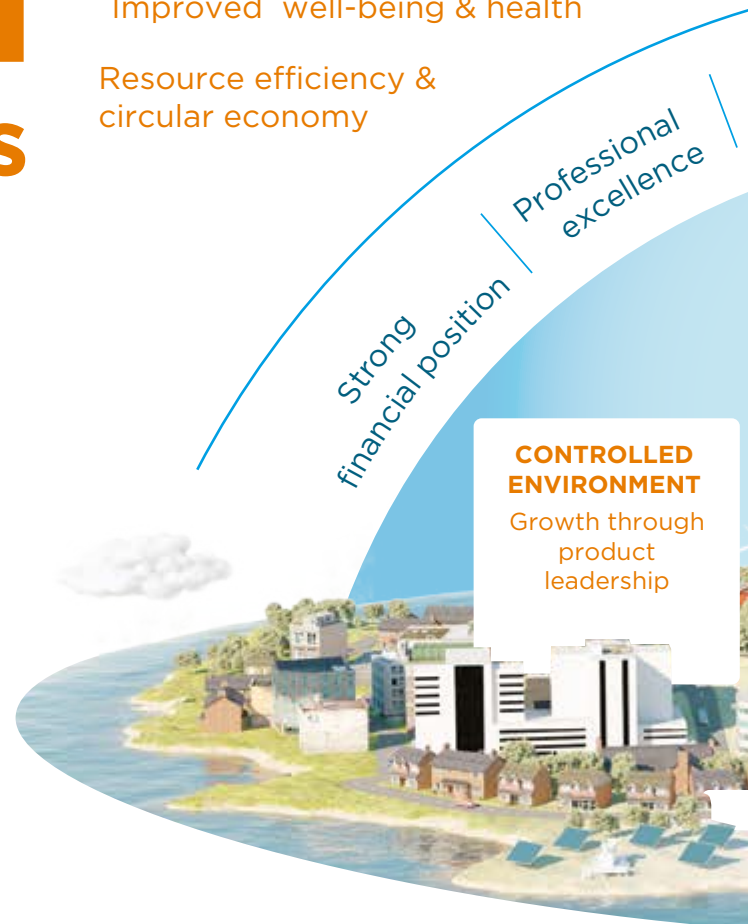 Improved well-being & health
Resource efficiency &
circular economy
s
Professional
excellence
Strong
financial position
CONTROLLED
ENVIRONMENT
Growth through
product
leadership